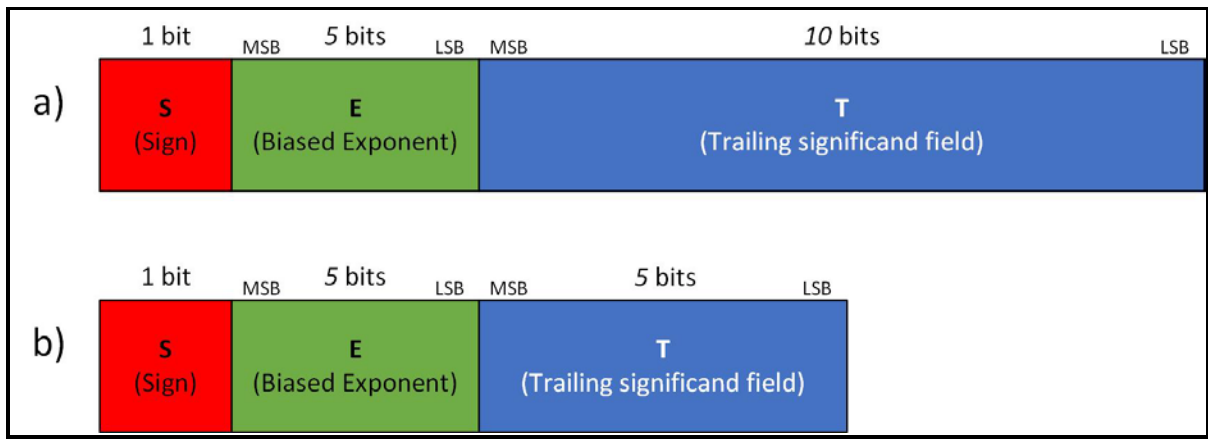 1 bit MSB 5 bits LSB MSB 10 bits LSB
a) S E T
(Sign) (Biased Exponent) (Trailing significand field)
1 bit MSB 5 bits LSB MSB 5 bits LSB
b) S E T
(Sign) (Biased Exponent) (Trailing significand field)